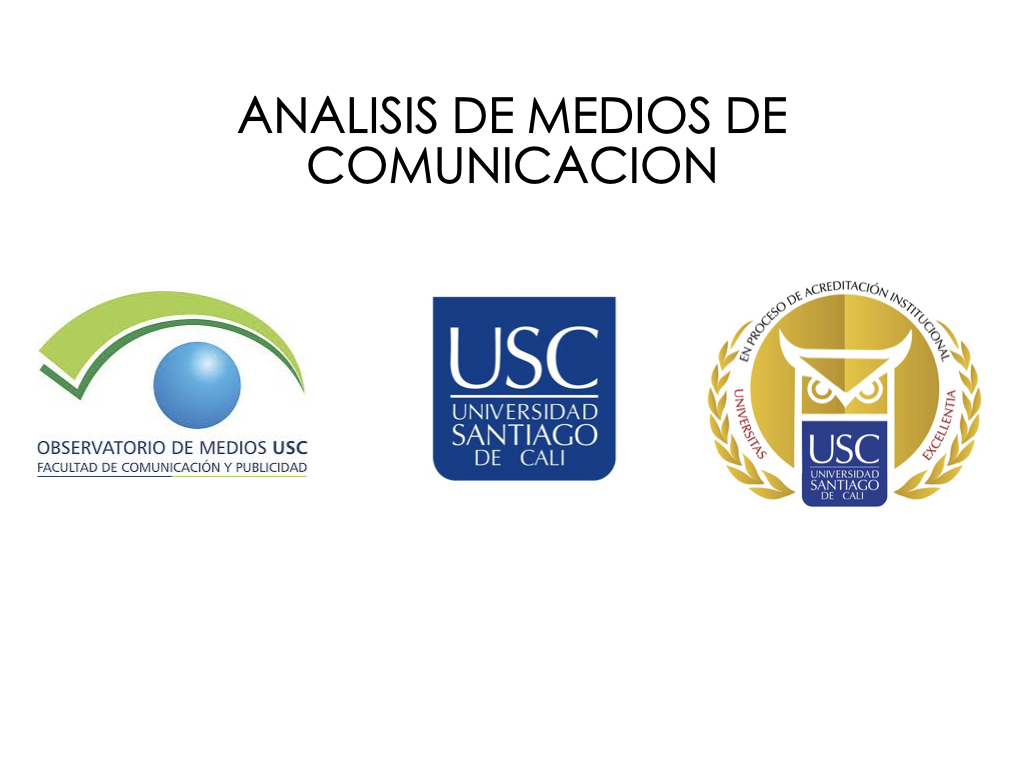 ANALISIS DE MEDIOS DE
COMUNICACION
OBSERVATORIO DE MEDIOS USC
FACULTAD DE COMUNICACIÓN Y PUBLICIDAD
USC
UNIVERSIDAD
SANTIAGO
DE CALI
EN PROCESO DE ACREDITACIÓN INSTITUCIONAL
UNIVERSITAS
EXCELLENTIA
USC
UNIVERSIDAD
SANTIAGO
DE CALI